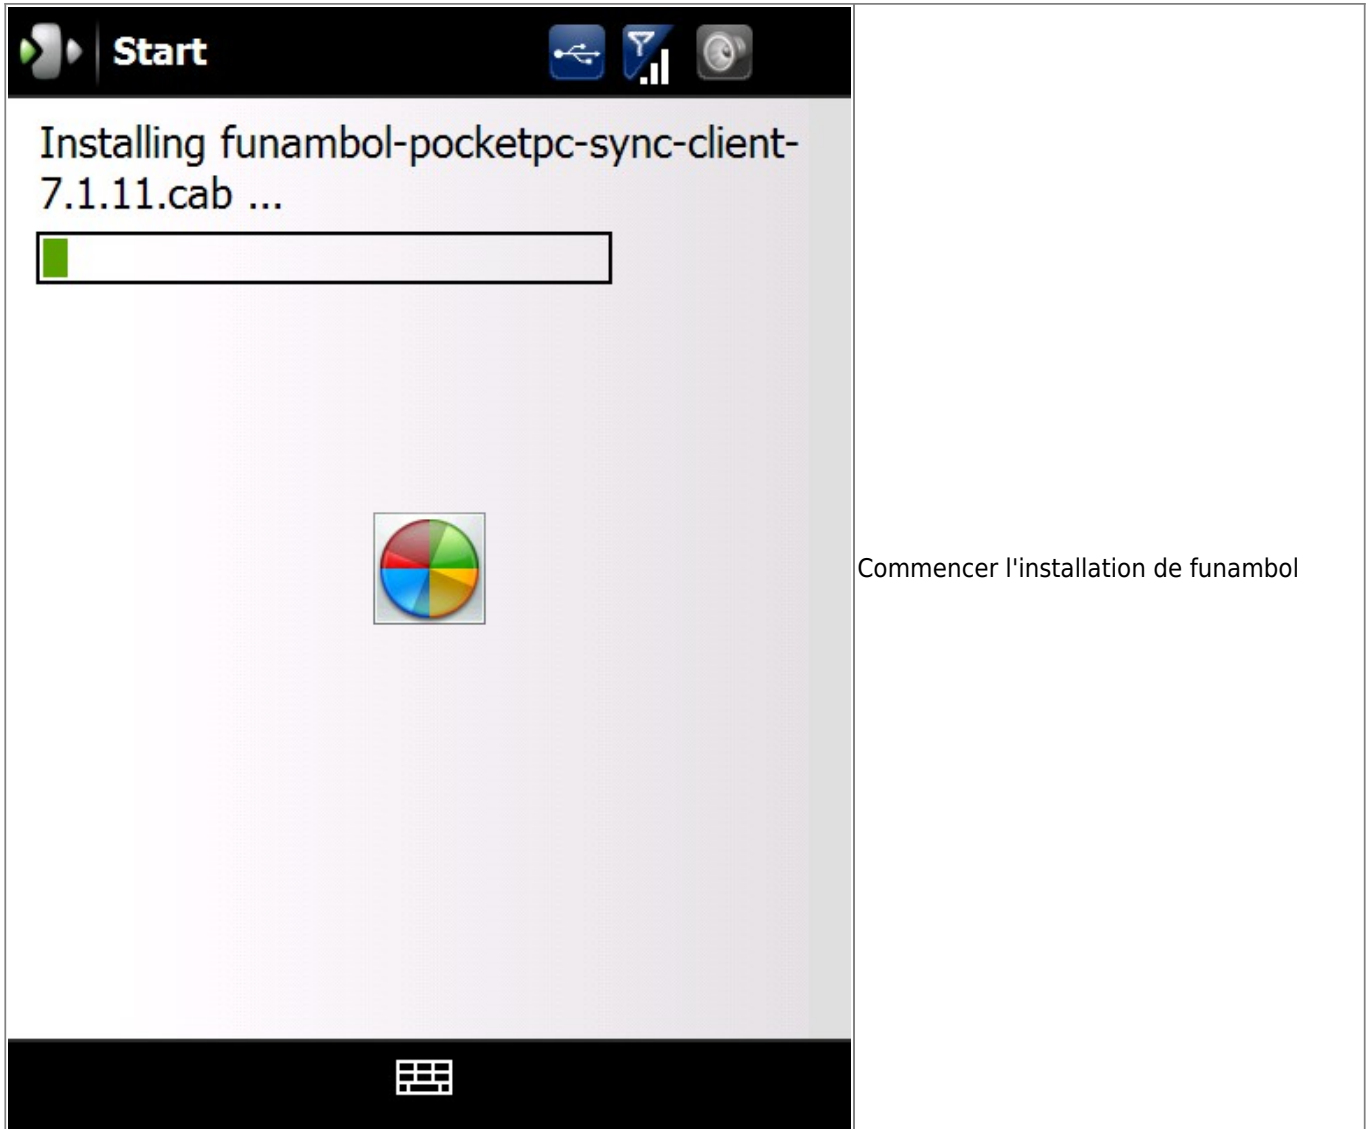 Start
Installing funambol-pocketpc-sync-client-
7.1.11.cab ...
Commencer l'installation de funambol